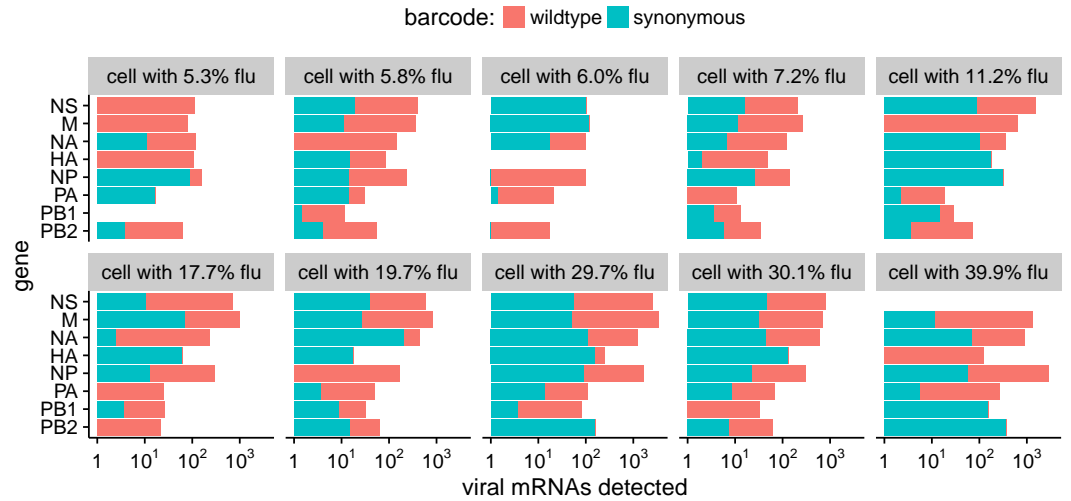 barcode: wildtype synonymous
cell with 5.3% flu cell with 5.8% flu cell with 6.0% flu cell with 7.2% flu cell with 11.2% flu
NS
M
NA
HA
NP
PA
PB1
PB2
gene
cell with 17.7% flu cell with 19.7% flu cell with 29.7% flu cell with 30.1% flu cell with 39.9% flu
NS
M
NA
HA
NP
PA
PB1
PB2
1 10¹ 10² 10³ 1 10¹ 10² 10³ 1 10¹ 10² 10³ 1 10¹ 10² 10³ 1 10¹ 10² 10³
viral mRNAs detected